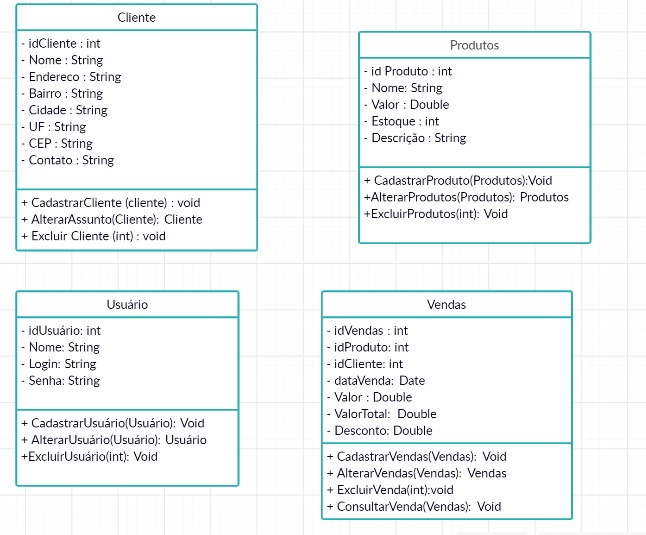 Cliente
- idCliente : int
- Nome : String
- Endereco : String
- Bairro : String
- Cidade : String
- UF : String
- CEP : String
- Contato : String
+ CadastrarCliente (cliente) : void
+ AlterarAssunto(Cliente): Cliente
+ Excluir Cliente (int) : void
Produtos
- id Produto : int
- Nome: String
- Valor : Double
- Estoque : int
- Descrição : String
+ CadastrarProduto(Produtos):Void
+AlterarProdutos(Produtos): Produtos
+ExcluirProdutos(int): Void
Usuário
- idUsuário: int
- Nome: String
- Login: String
- Senha: String
+ CadastrarUsuário(Usuário): Void
+ AlterarUsuário(Usuário): Usuário
+ExcluirUsuário(int): Void
Vendas
- idVendas : int
- idProduto: int
- idCliente: int
- dataVenda: Date
- Valor : Double
- ValorTotal: Double
- Desconto: Double
+ CadastrarVendas(Vendas): Void
+ AlterarVendas(Vendas): Vendas
+ ExcluirVenda(int):void
+ ConsultarVenda(Vendas): Void